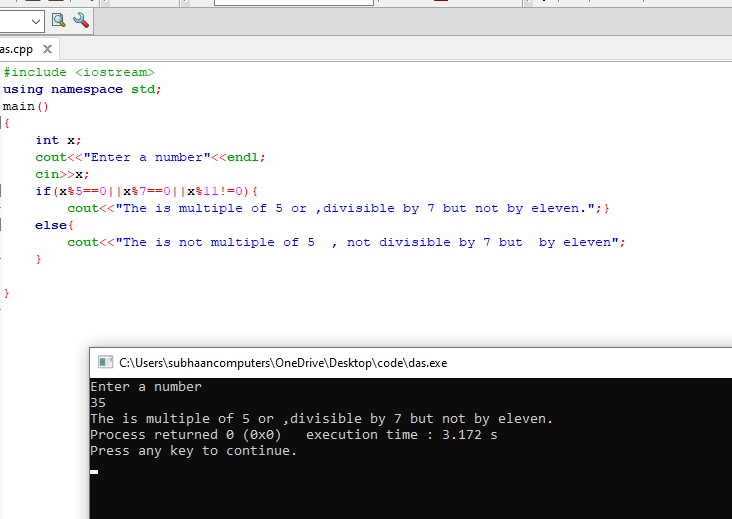 as.cpp X
#include <iostream>
using namespace std;
main()
{
int x;
cout<<"Enter a number"<<endl;
cin>>x;
if(x%5==0||x%7==0||x%11!=0){
cout<<"The is multiple of 5 or ,divisible by 7 but not by eleven.";}
else{
cout<<"The is not multiple of 5  , not divisible by 7 but  by eleven";
}
}
C:\Users\subhaancomputers\OneDrive\Desktop\code\das.exe
Enter a number
35
The is multiple of 5 or ,divisible by 7 but not by eleven.
Process returned 0 (0x0)   execution time : 3.172 s
Press any key to continue.